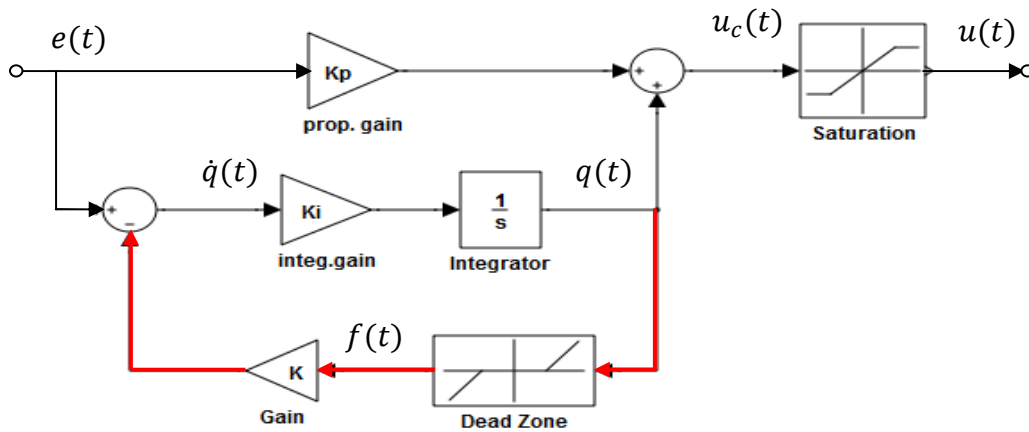 e(t)
u_c(t)
u(t)
Kp
+
+
prop. gain
Saturation
q̇(t)
q(t)
+
−
Ki
1
s
integ.gain
Integrator
f(t)
K
Gain
Dead Zone